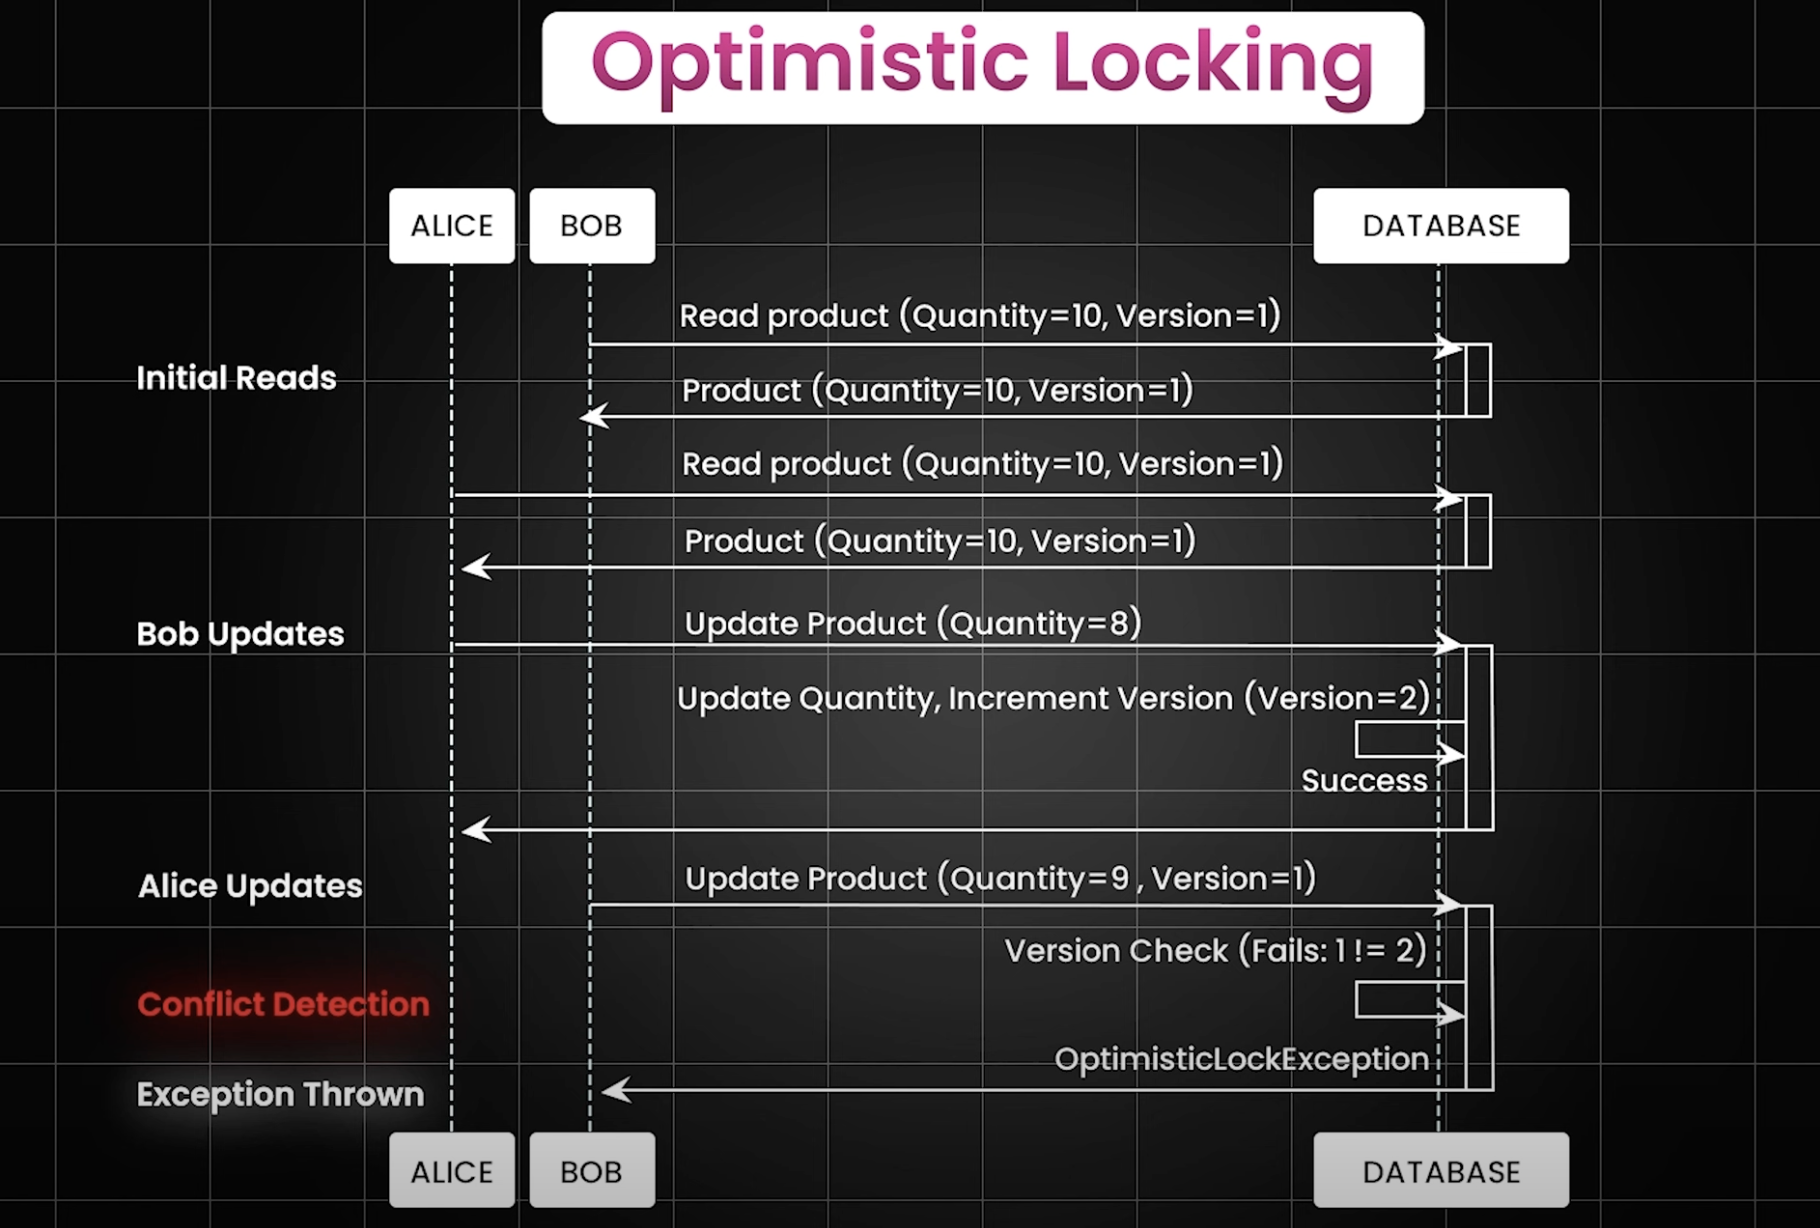 Optimistic Locking
ALICE
BOB
DATABASE
Read product (Quantity=10, Version=1)
Initial Reads
Product (Quantity=10, Version=1)
Read product (Quantity=10, Version=1)
Product (Quantity=10, Version=1)
Bob Updates
Update Product (Quantity=8)
Update Quantity, Increment Version (Version=2)
Success
Alice Updates
Update Product (Quantity=9 , Version=1)
Version Check (Fails: 1 != 2)
Conflict Detection
OptimisticLockException
Exception Thrown
ALICE
BOB
DATABASE